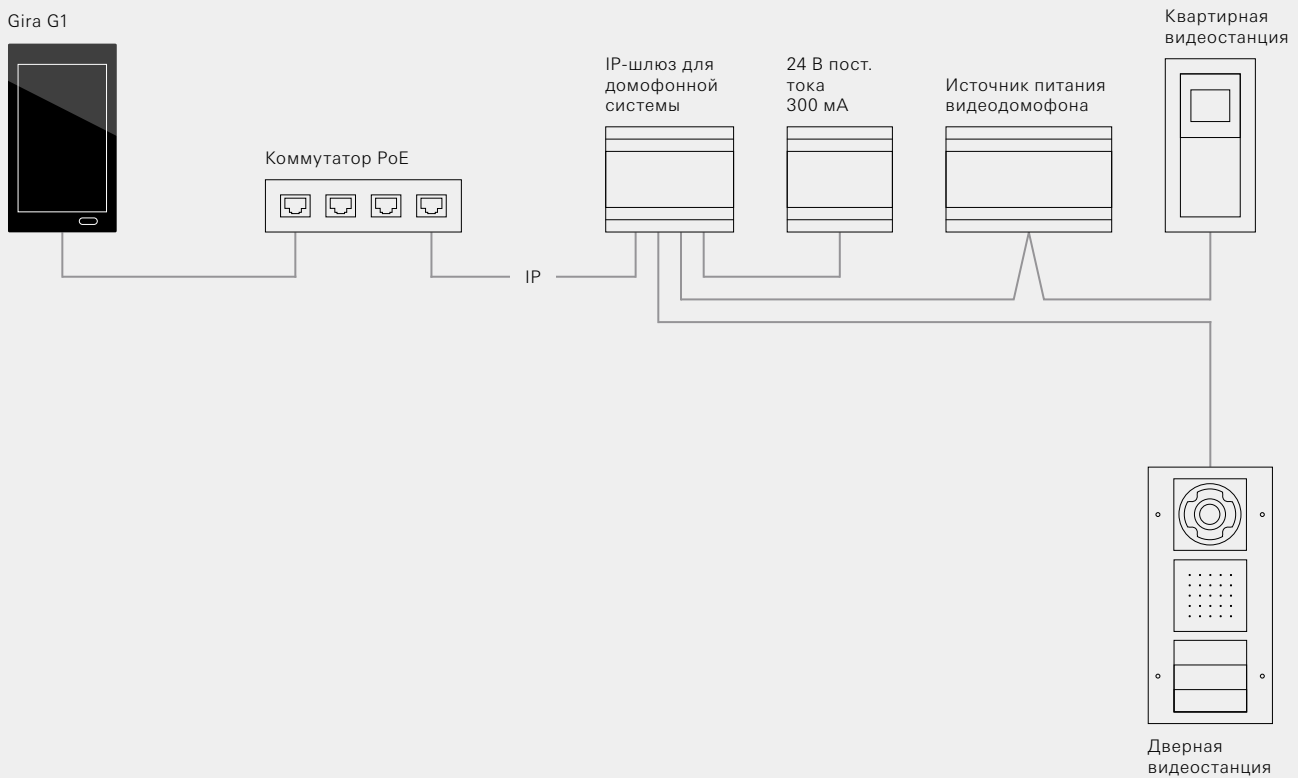 Gira G1
Коммутатор PoE
IP
IP-шлюз для
домофонной
системы
24 В пост.
тока
300 мА
Источник питания
видеодомофона
Квартирная
видеостанция
Дверная
видеостанция